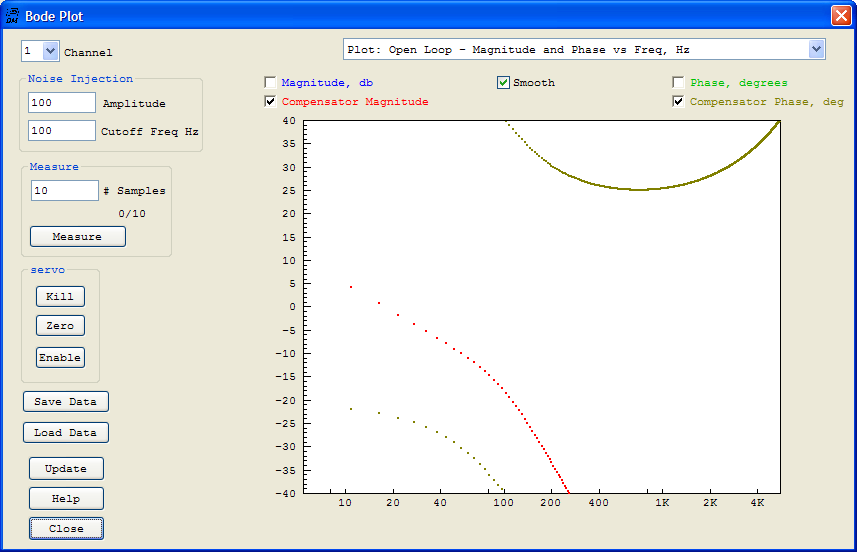 Bode Plot
1 Channel
Plot: Open Loop - Magnitude and Phase vs Freq, Hz
Noise Injection
100 Amplitude
100 Cutoff Freq Hz
Measure
10 # Samples
0/10
Measure
servo
Kill
Zero
Enable
Save Data
Load Data
Update
Help
Close
Magnitude, db
Smooth
Phase, degrees
Compensator Magnitude
Compensator Phase, deg
40
35
30
25
20
15
10
5
0
-5
-10
-15
-20
-25
-30
-35
-40
10 20 40 100 200 400 1K 2K 4K